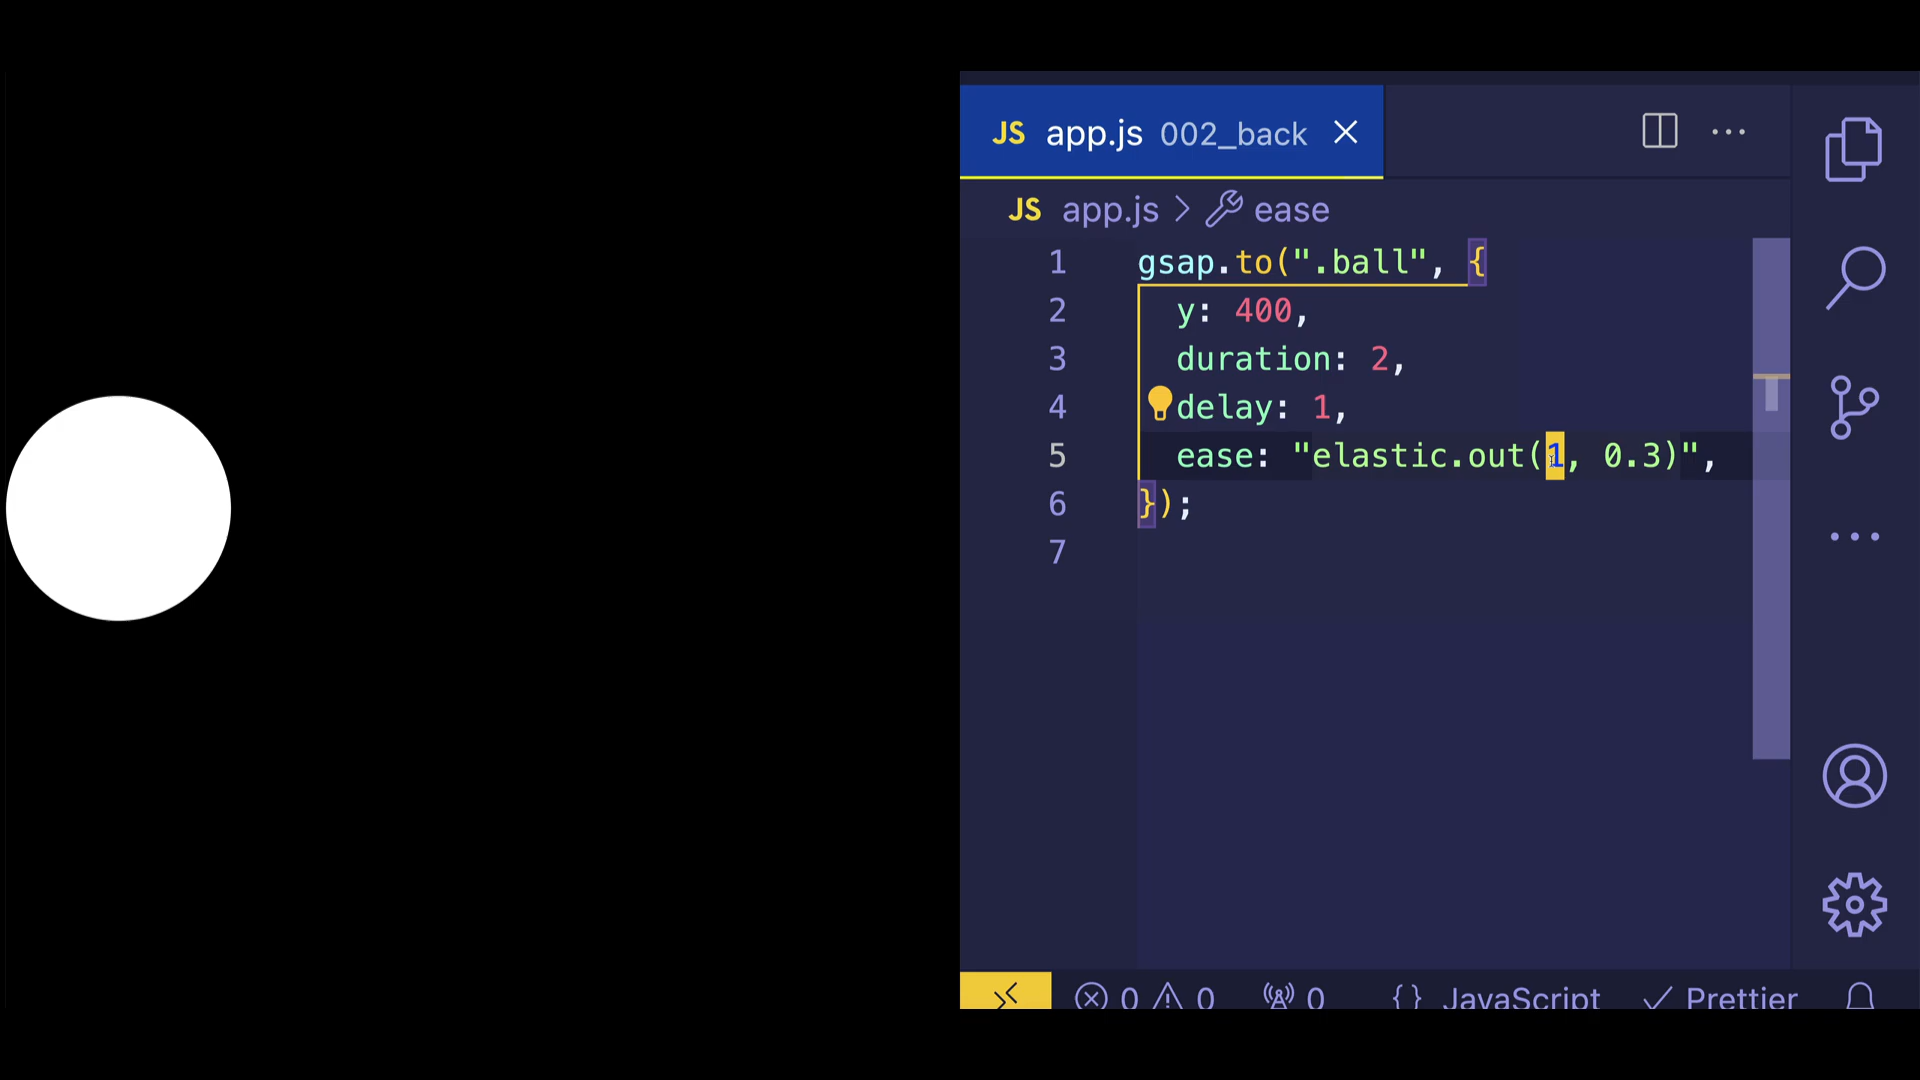 JS app.js 002_back
JS app.js > ease
1 gsap.to(".ball", {
2 y: 400,
3 duration: 2,
4 delay: 1,
5 ease: "elastic.out(1, 0.3)",
6 });
7
0 0 0 {} JavaScript Prettier